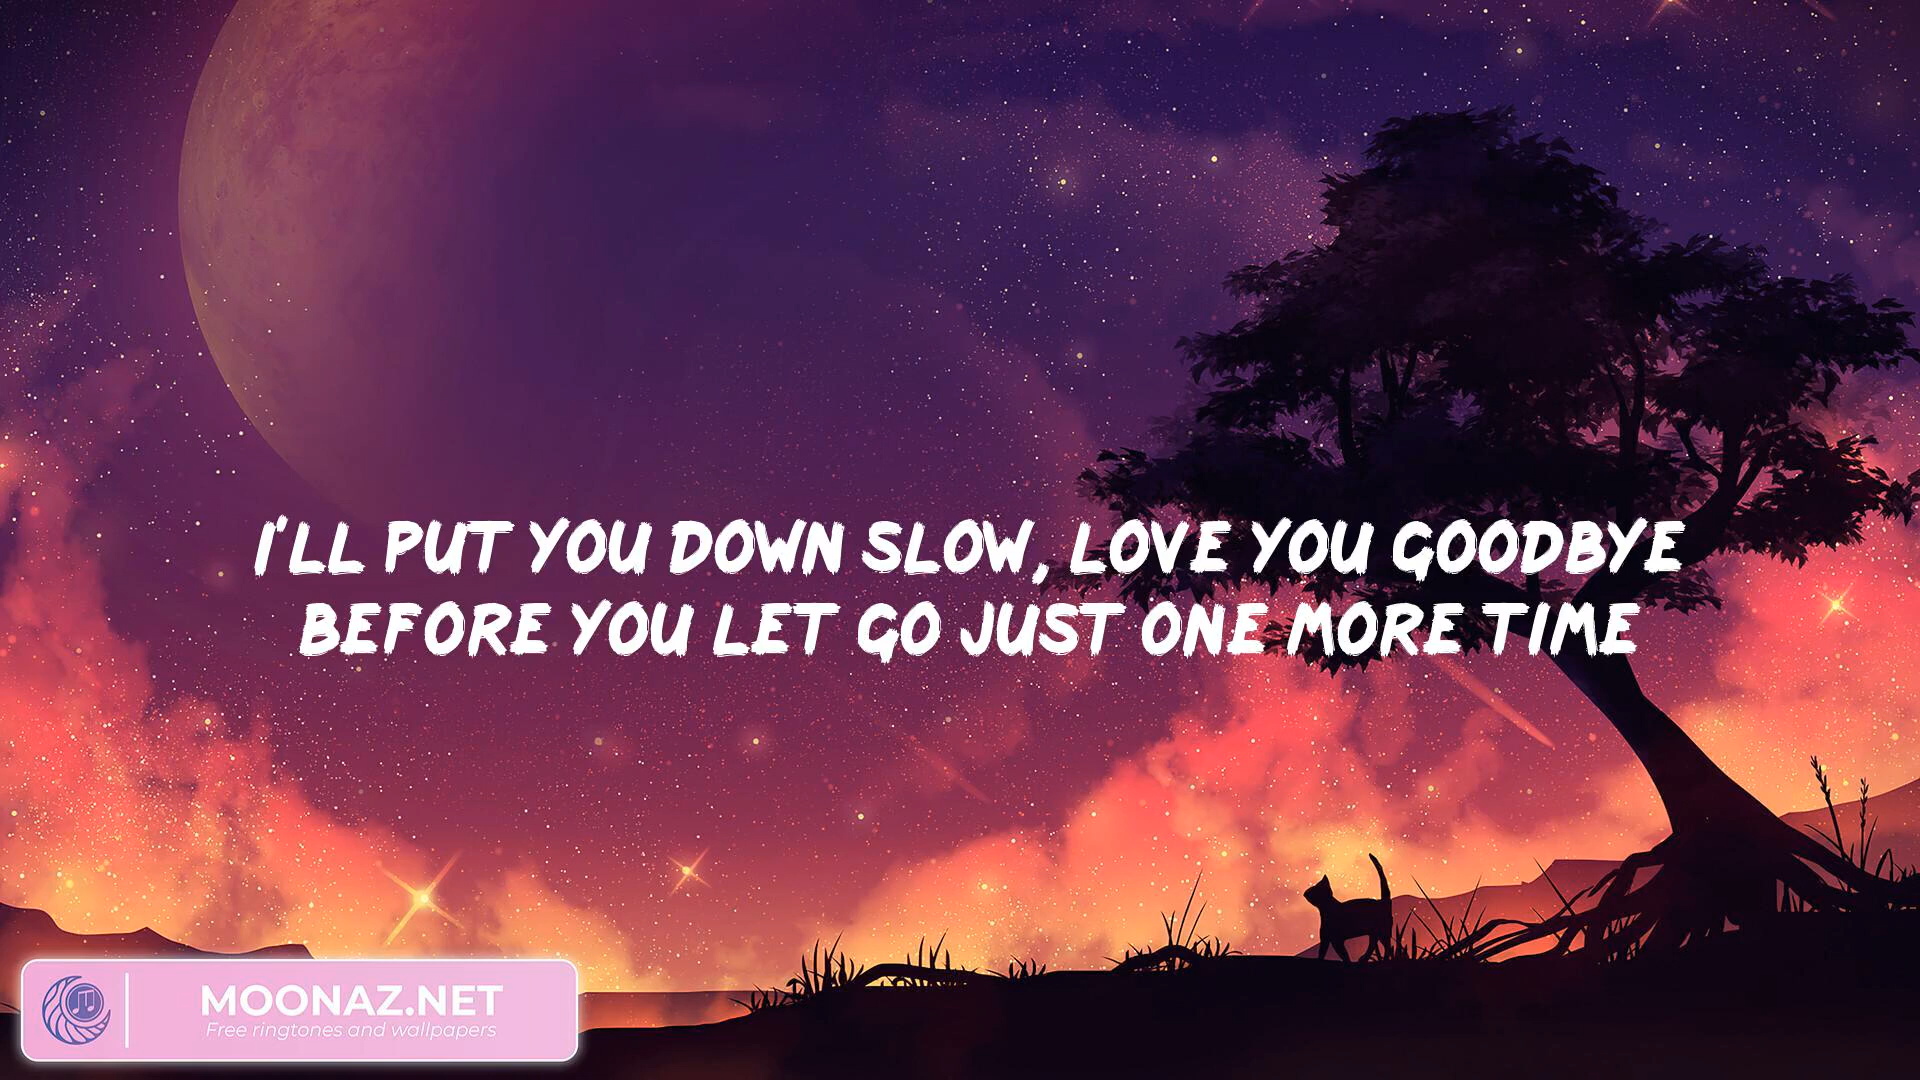 I'LL PUT YOU DOWN SLOW, LOVE YOU GOODBYE
BEFORE YOU LET GO JUST ONE MORE TIME
MOONAZ.NET
Free ringtones and wallpapers